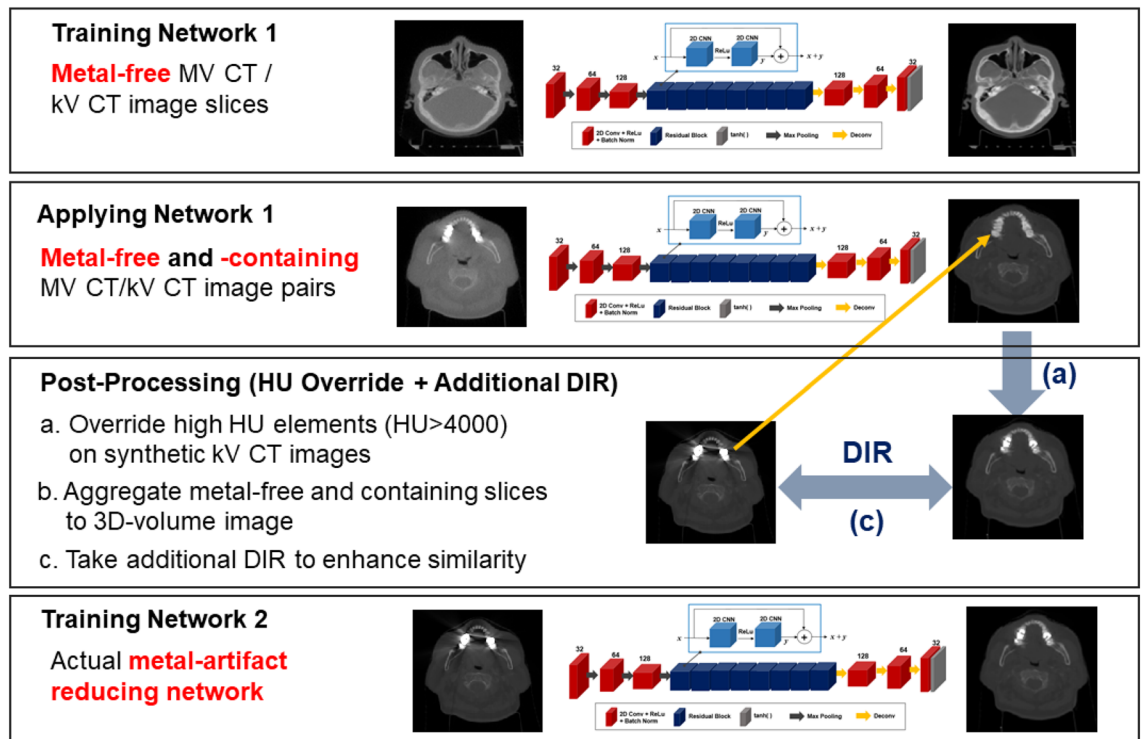 Training Network 1
Metal-free MV CT /
kV CT image slices
2D CNN
2D CNN
ReLu
x
y
x + y
32
64
128
128
64
32
2D Conv + ReLu
+ Batch Norm
Residual Block
tanh( )
Max Pooling
Deconv
Applying Network 1
Metal-free and -containing
MV CT/kV CT image pairs
2D CNN
2D CNN
ReLu
x
y
x + y
32
64
128
128
64
32
2D Conv + ReLu
+ Batch Norm
Residual Block
tanh( )
Max Pooling
Deconv
(a)
Post-Processing (HU Override + Additional DIR)
a. Override high HU elements (HU>4000)
on synthetic kV CT images
b. Aggregate metal-free and containing slices
to 3D-volume image
c. Take additional DIR to enhance similarity
DIR
(c)
Training Network 2
Actual metal-artifact
reducing network
2D CNN
2D CNN
ReLu
x
y
x + y
32
64
128
128
64
32
2D Conv + ReLu
+ Batch Norm
Residual Block
tanh( )
Max Pooling
Deconv